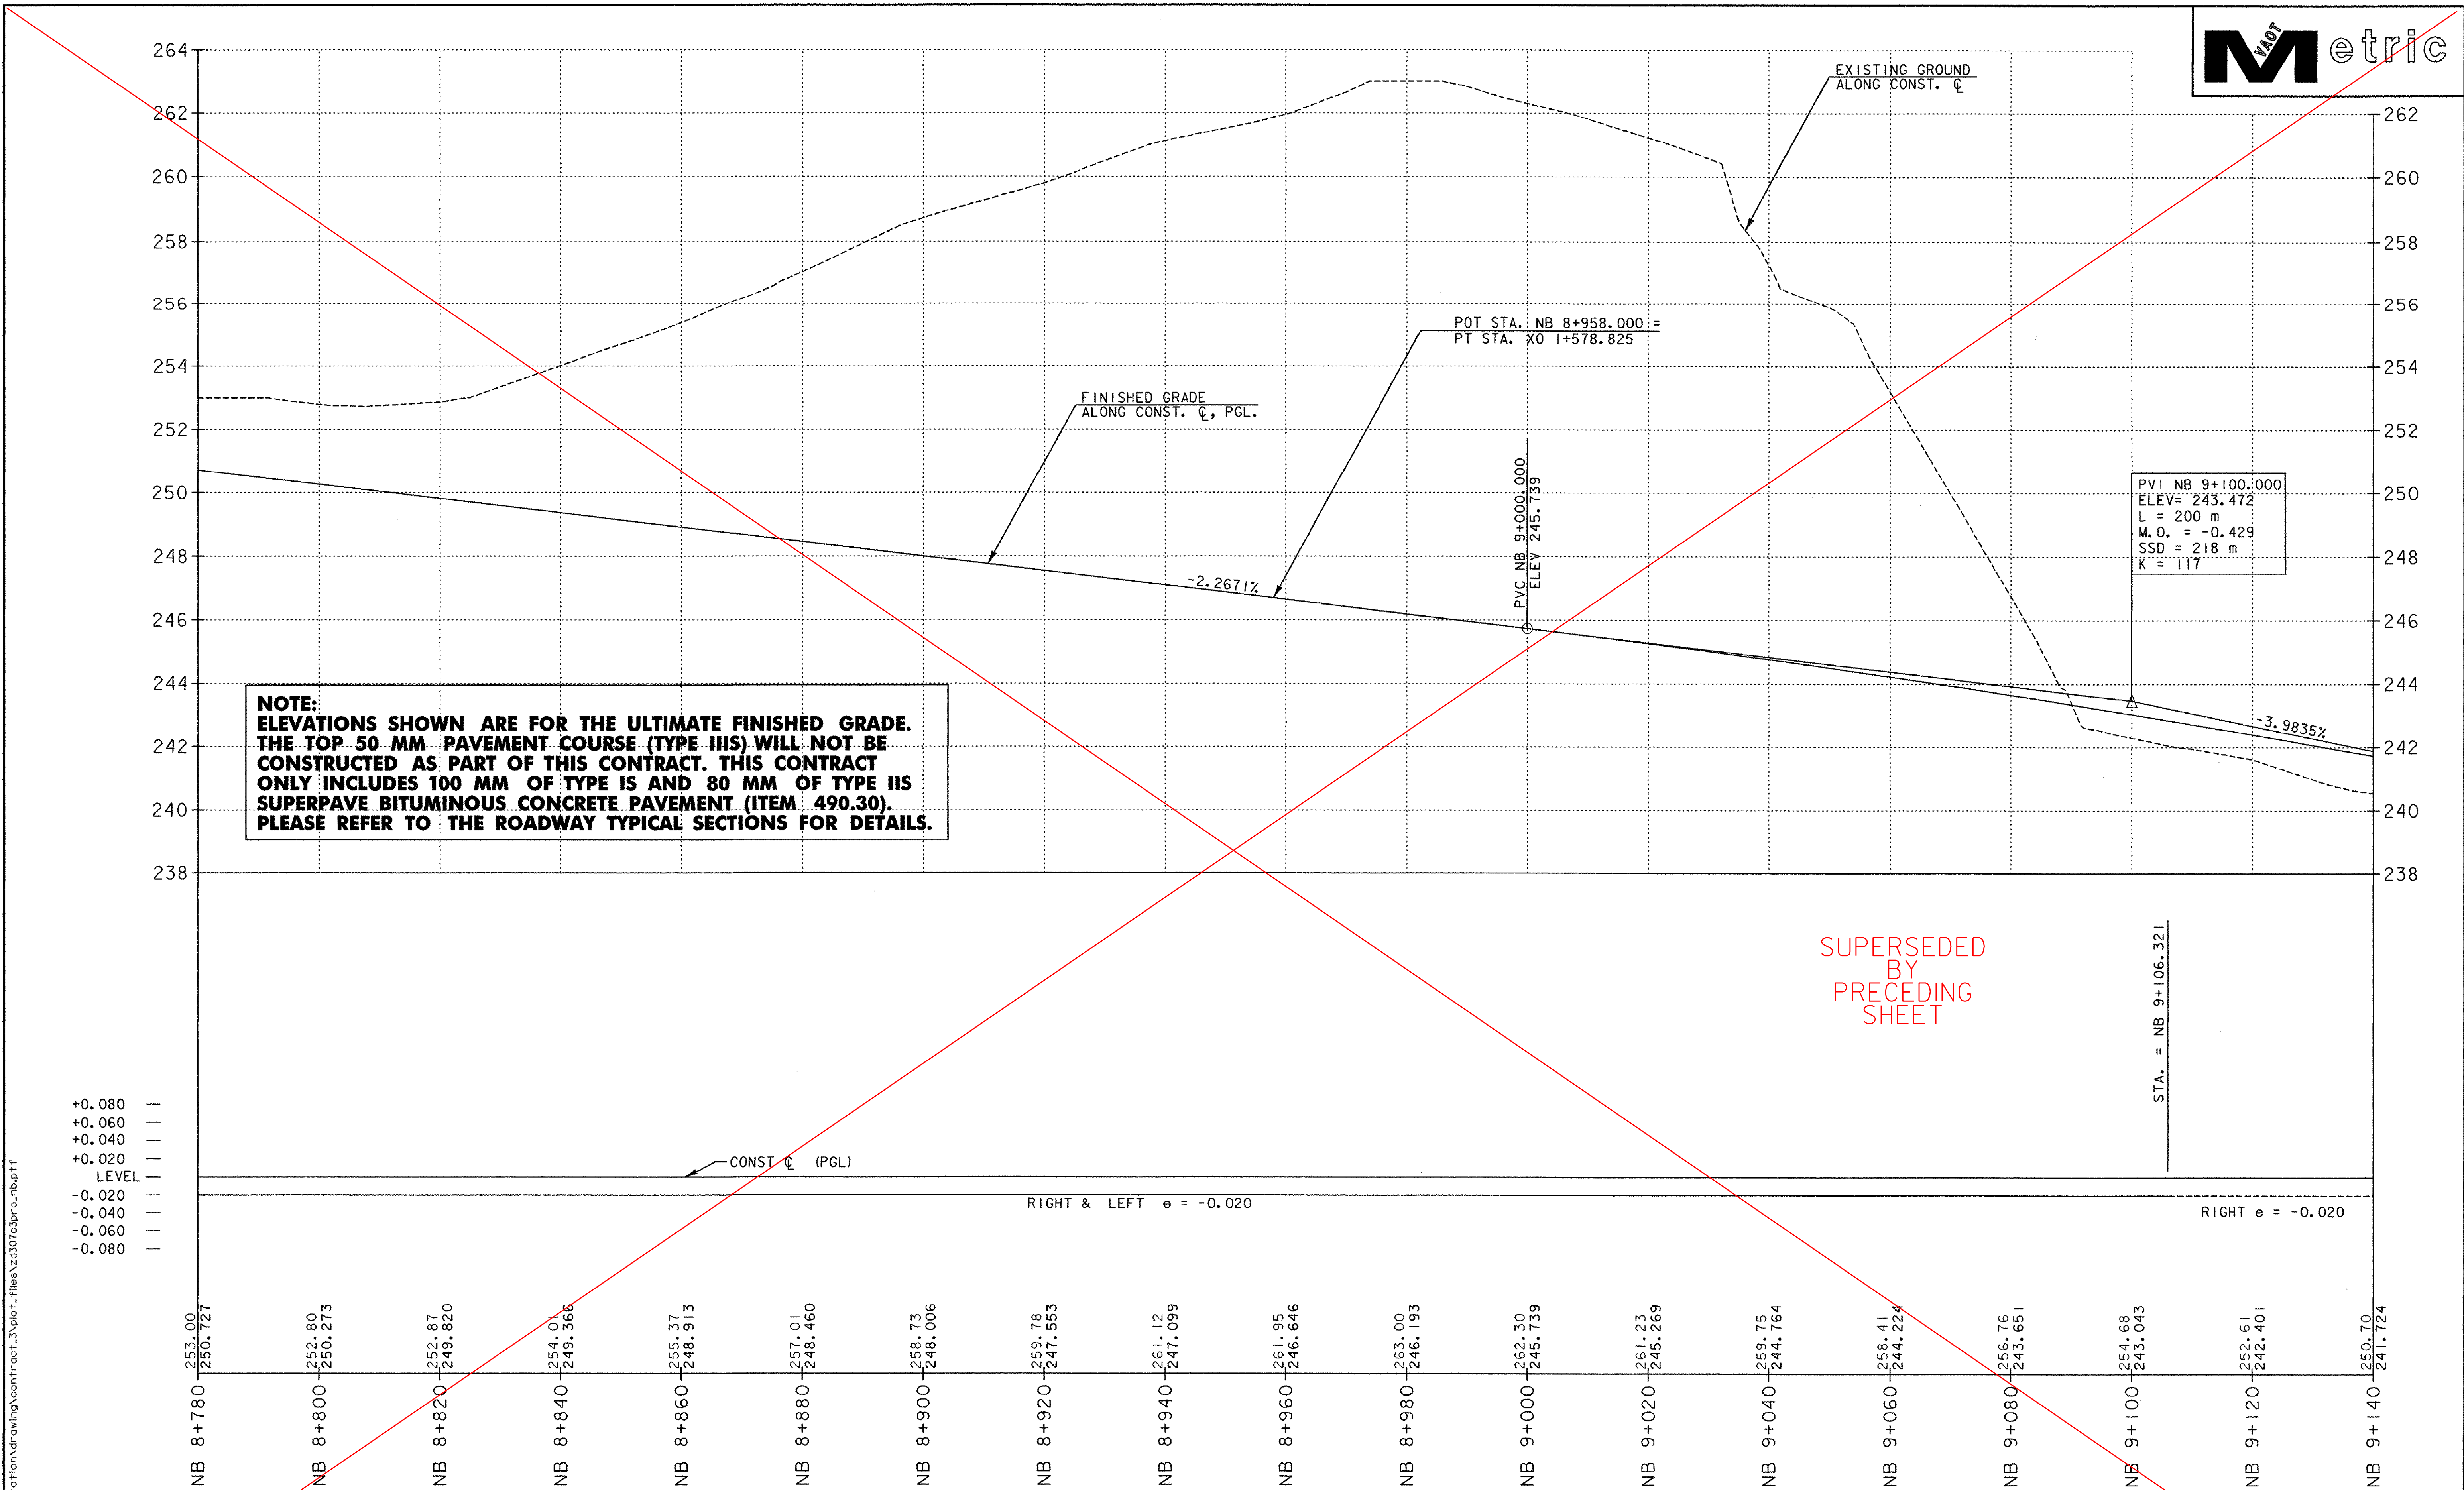 VAOT
Metric
264
262
260
258
256
254
252
250
248
246
244
242
240
238
262
260
258
256
254
252
250
248
246
244
242
240
238
EXISTING GROUND
ALONG CONST. ℄
POT STA. NB 8+958.000 =
PT STA. XO 1+578.825
FINISHED GRADE
ALONG CONST. ℄, PGL.
-2.2671%
PVC NB 9+000.000
ELEV 245.739
PVI NB 9+100.000
ELEV= 243.472
L = 200 m
M.O. = -0.429
SSD = 218 m
K = 117
-3.9835%
NOTE:
ELEVATIONS SHOWN ARE FOR THE ULTIMATE FINISHED GRADE.
THE TOP 50 MM PAVEMENT COURSE (TYPE IIIS) WILL NOT BE
CONSTRUCTED AS PART OF THIS CONTRACT. THIS CONTRACT
ONLY INCLUDES 100 MM OF TYPE IS AND 80 MM OF TYPE IIS
SUPERPAVE BITUMINOUS CONCRETE PAVEMENT (ITEM 490.30).
PLEASE REFER TO THE ROADWAY TYPICAL SECTIONS FOR DETAILS.
SUPERSEDED
BY
PRECEDING
SHEET
STA. = NB 9+106.321
+0.080
+0.060
+0.040
+0.020
LEVEL
-0.020
-0.040
-0.060
-0.080
CONST ℄ (PGL)
RIGHT & LEFT e = -0.020
RIGHT e = -0.020
253.00
250.727
252.80
250.273
252.87
249.820
254.01
249.366
255.37
248.913
257.01
248.460
258.73
248.006
259.78
247.553
261.12
247.099
261.95
246.646
263.00
246.193
262.30
245.739
261.23
245.269
259.75
244.764
258.41
244.224
256.76
243.651
254.68
243.043
252.61
242.401
250.70
241.724
NB 8+780
NB 8+800
NB 8+820
NB 8+840
NB 8+860
NB 8+880
NB 8+900
NB 8+920
NB 8+940
NB 8+960
NB 8+980
NB 9+000
NB 9+020
NB 9+040
NB 9+060
NB 9+080
NB 9+100
NB 9+120
NB 9+140
ration\drawing\contract_3\plot_files\zd307c3pro_nb.ptf